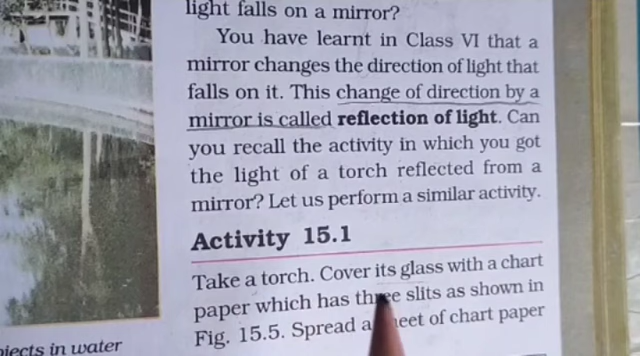 light falls on a mirror?
You have learnt in Class VI that a
mirror changes the direction of light that
falls on it. This change of direction by a
mirror is called reflection of light. Can
you recall the activity in which you got
the light of a torch reflected from a
mirror? Let us perform a similar activity.
Activity 15.1
Take a torch. Cover its glass with a chart
paper which has three slits as shown in
Fig. 15.5. Spread a sheet of chart paper
in water